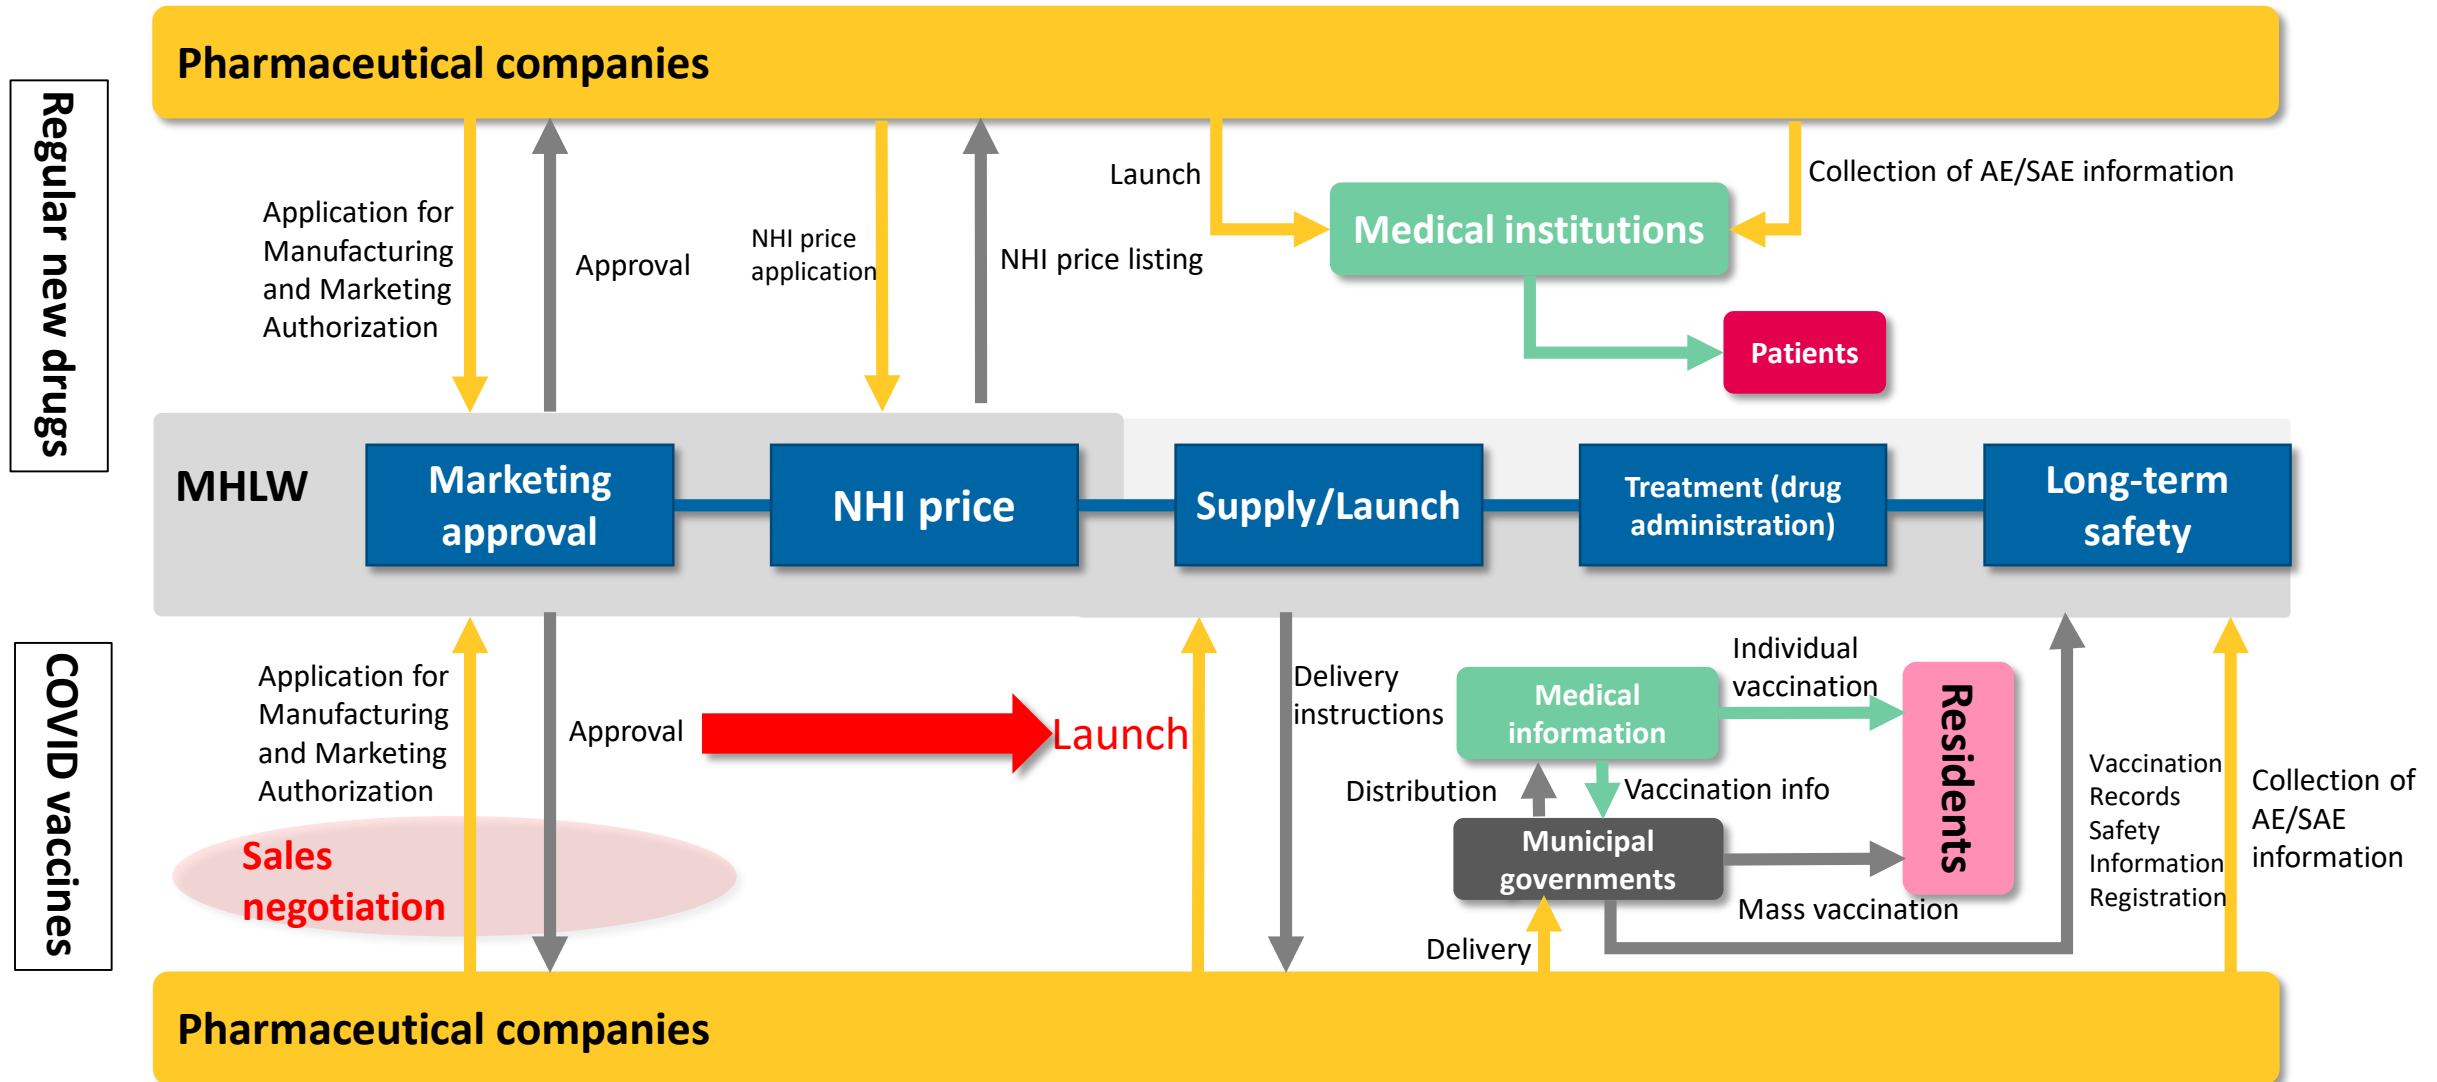 Pharmaceutical companies
Regular new drugs
Application for
Manufacturing
and Marketing
Authorization
Approval
NHI price
application
NHI price listing
Launch
Collection of AE/SAE information
Medical institutions
Patients
MHLW
Marketing
approval
NHI price
Supply/Launch
Treatment (drug
administration)
Long-term
safety
COVID vaccines
Application for
Manufacturing
and Marketing
Authorization
Approval
Launch
Sales
negotiation
Delivery
instructions
Medical
information
Individual
vaccination
Residents
Distribution
Vaccination info
Municipal
governments
Mass vaccination
Delivery
Vaccination
Records
Safety
Information
Registration
Collection of
AE/SAE
information
Pharmaceutical companies